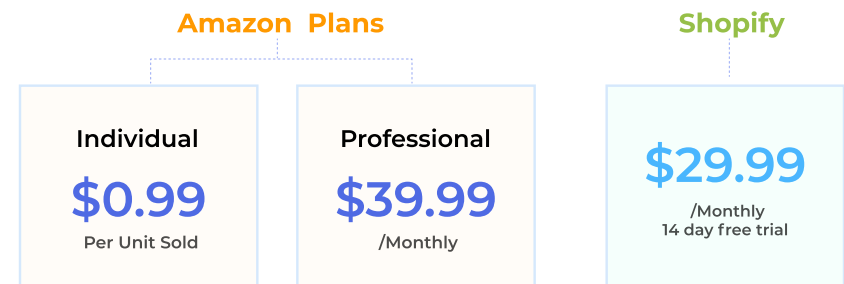 Amazon Plans
Shopify
Individual
$0.99
Per Unit Sold
Professional
$39.99
/Monthly
$29.99
/Monthly
14 day free trial